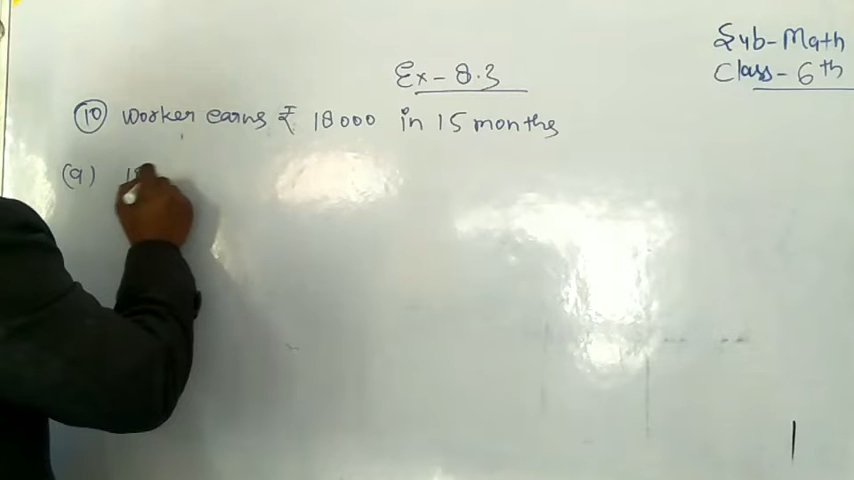 Sub-Math
Class-6th
Ex-8.3
10 Worker earns ₹ 18000 in 15 months
(a)